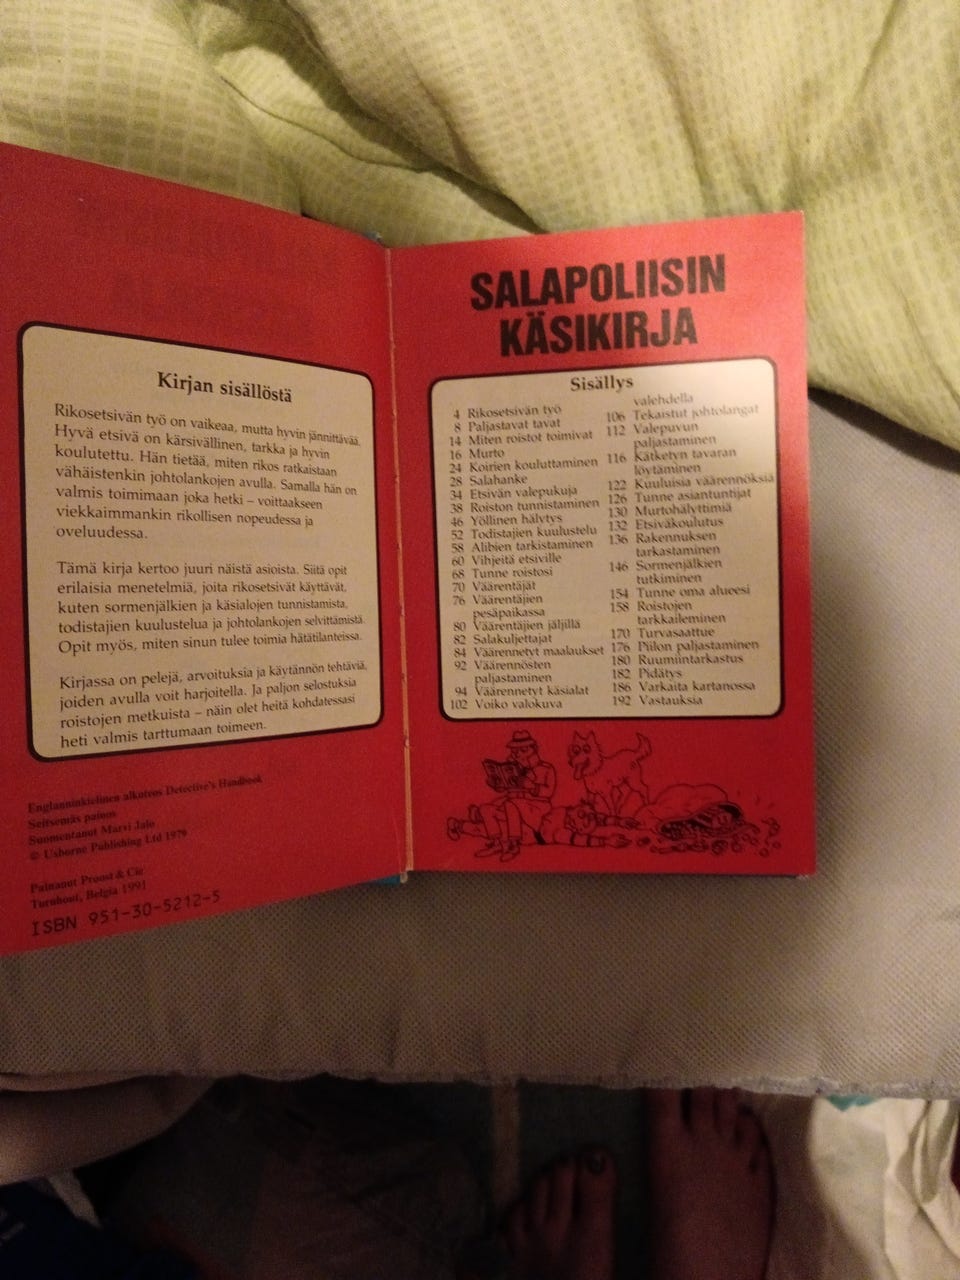 Kirjan sisällöstä
Rikosetsivän työ on vaikeaa, mutta hyvin jännittävää.
Hyvä etsivä on kärsivällinen, tarkka ja hyvin
koulutettu. Hän tietää, miten rikos ratkaistaan
vähäistenkin johtolankojen avulla. Samalla hän on
valmis toimimaan joka hetki – voittaakseen
viekkaimmankin rikollisen nopeudessa ja
oveluudessa.
Tämä kirja kertoo juuri näistä asioista. Siitä opit
erilaisia menetelmiä, joita rikosetsivät käyttävät,
kuten sormenjälkien ja käsialojen tunnistamista,
todistajien kuulustelua ja johtolankojen selvittämistä.
Opit myös, miten sinun tulee toimia hätätilanteissa.
Kirjassa on pelejä, arvoituksia ja käytännön tehtäviä,
joiden avulla voit harjoitella. Ja paljon selostuksia
roistojen metkuista – näin olet heitä kohdatessasi
heti valmis tarttumaan toimeen.
Englanninkielinen alkuteos Detective's Handbook
Seitsemäs painos
Suomentanut Marvi Jalo
© Usborne Publishing Ltd 1979
Painanut Proost & Cie
Turnhout, Belgia 1991
ISBN 951-30-5212-5
SALAPOLIISIN
KÄSIKIRJA
Sisällys
4 Rikosetsivän työ
8 Paljastavat tavat
14 Miten roistot toimivat
16 Murto
24 Koirien kouluttaminen
28 Salahanke
34 Etsivän valepukuja
38 Roiston tunnistaminen
46 Yöllinen hälytys
52 Todistajien kuulustelu
58 Alibien tarkistaminen
60 Vihjeitä etsiville
68 Tunne roistosi
70 Väärentäjät
76 Väärentäjien
pesäpaikassa
80 Väärentäjien jäljillä
82 Salakuljettajat
84 Väärennetyt maalaukset
92 Väärennösten
paljastaminen
94 Väärennetyt käsialat
102 Voiko valokuva
valehdella
106 Tekaistut johtolangat
112 Valepuvun
paljastaminen
116 Kätketyn tavaran
löytäminen
122 Kuuluisia väärennöksiä
126 Tunne asiantuntijat
130 Murtohälyttimiä
132 Etsiväkoulutus
136 Rakennuksen
tarkastaminen
146 Sormenjälkien
tutkiminen
154 Tunne oma alueesi
158 Roistojen
tarkkaileminen
170 Turvasaattue
176 Piilon paljastaminen
180 Ruumiintarkastus
182 Pidätys
186 Varkaita kartanossa
192 Vastauksia